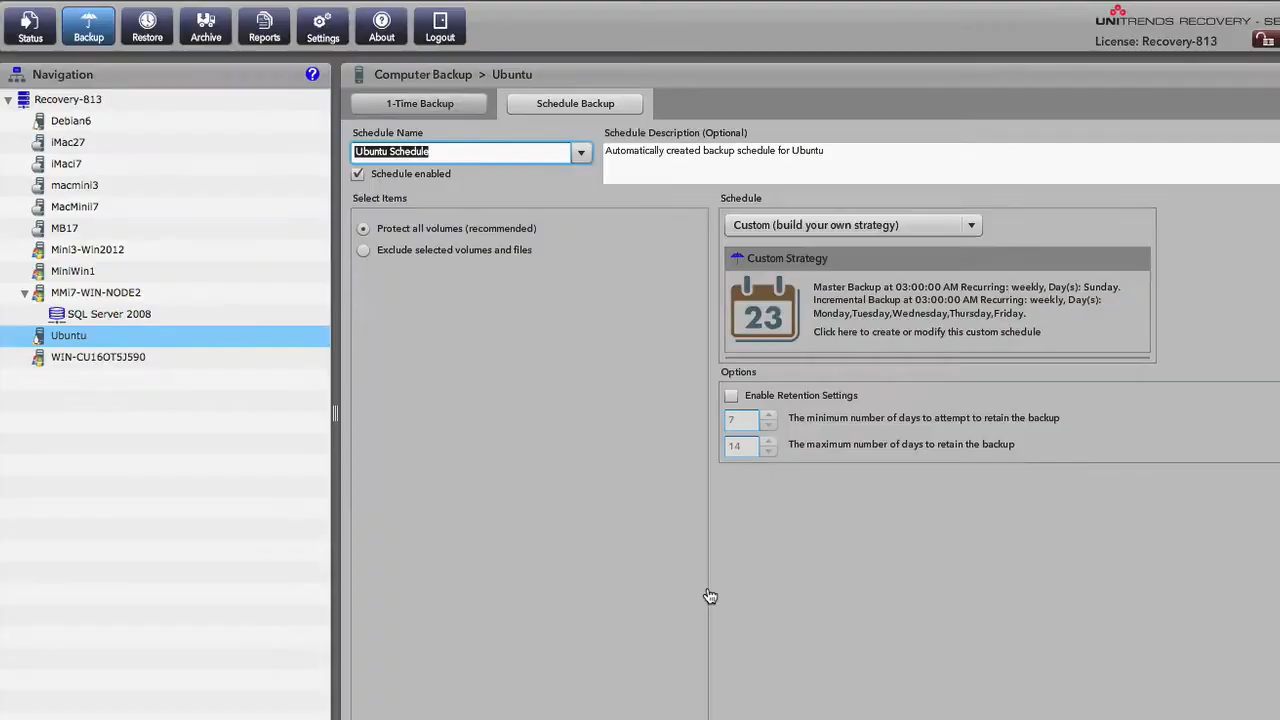 Status
Backup
Restore
Archive
Reports
Settings
About
Logout
UNITRENDS RECOVERY - SE
License: Recovery-813
Navigation
?
Recovery-813
Debian6
iMac27
iMaci7
macmini3
MacMinii7
MB17
Mini3-Win2012
MiniWin1
MMI7-WIN-NODE2
SQL Server 2008
Ubuntu
WIN-CU16OT5J590
Computer Backup > Ubuntu
1-Time Backup
Schedule Backup
Schedule Name
Ubuntu Schedule
Schedule enabled
Schedule Description (Optional)
Automatically created backup schedule for Ubuntu
Select Items
Protect all volumes (recommended)
Exclude selected volumes and files
Schedule
Custom (build your own strategy)
Custom Strategy
23
Master Backup at 03:00:00 AM Recurring: weekly, Day(s): Sunday.
Incremental Backup at 03:00:00 AM Recurring: weekly, Day(s):
Monday,Tuesday,Wednesday,Thursday,Friday.
Click here to create or modify this custom schedule
Options
Enable Retention Settings
7 The minimum number of days to attempt to retain the backup
14 The maximum number of days to retain the backup